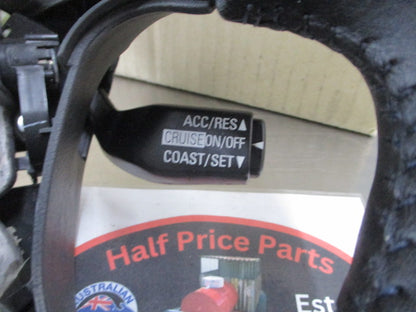 ACC/RES▲
CRUISE ON/OFF ◄
COAST/SET▼
Half Price Parts
AUSTRALIAN
Est